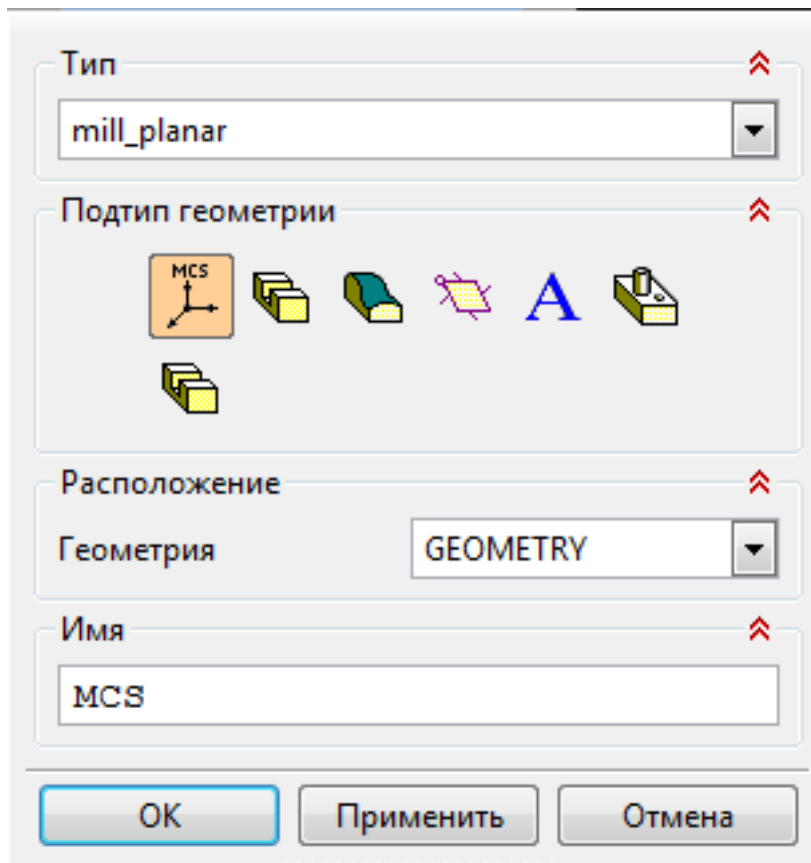 Тип
mill_planar
Подтип геометрии
MCS
A
Расположение
Геометрия GEOMETRY
Имя
MCS
OK Применить Отмена